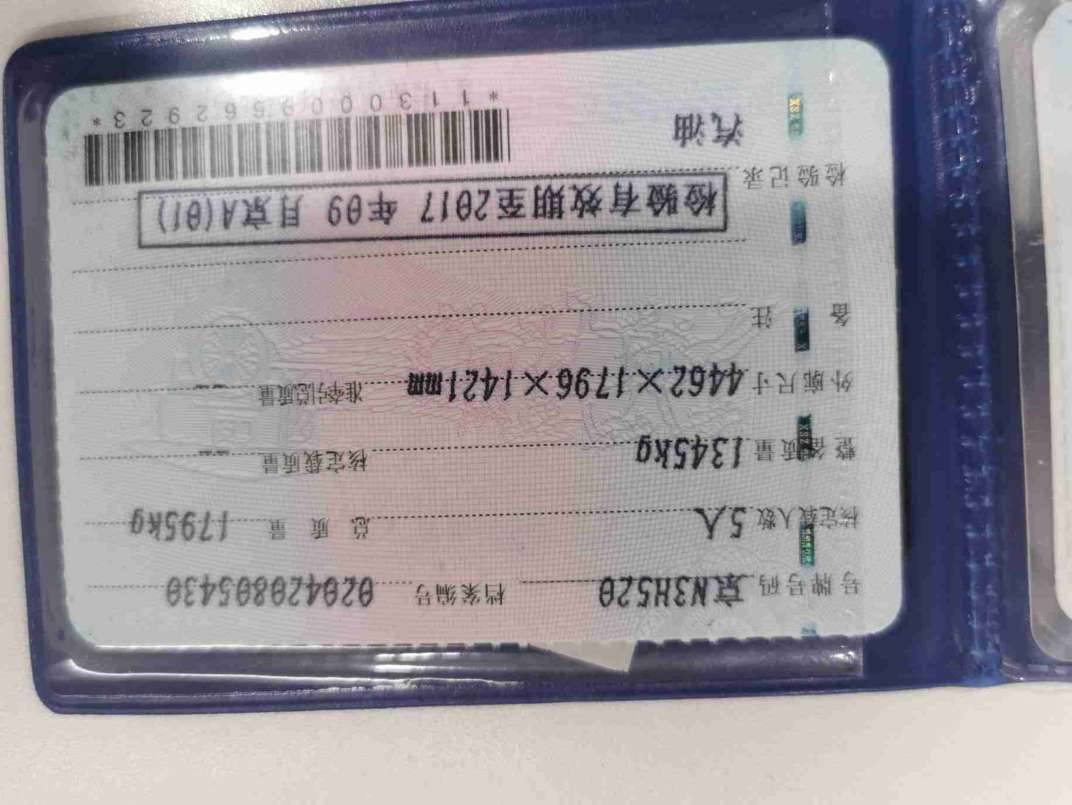 号牌号码 京N3H520 档案编号 020420805430
核定载人数 5人 总质量 1795kg
整备质量 1345kg 核定载质量 --
外廓尺寸 4462×1796×1421mm 准牵引总质量 --
备注
检验有效期至2017年09月京A(01)
检验记录
汽油
*1130009562923*